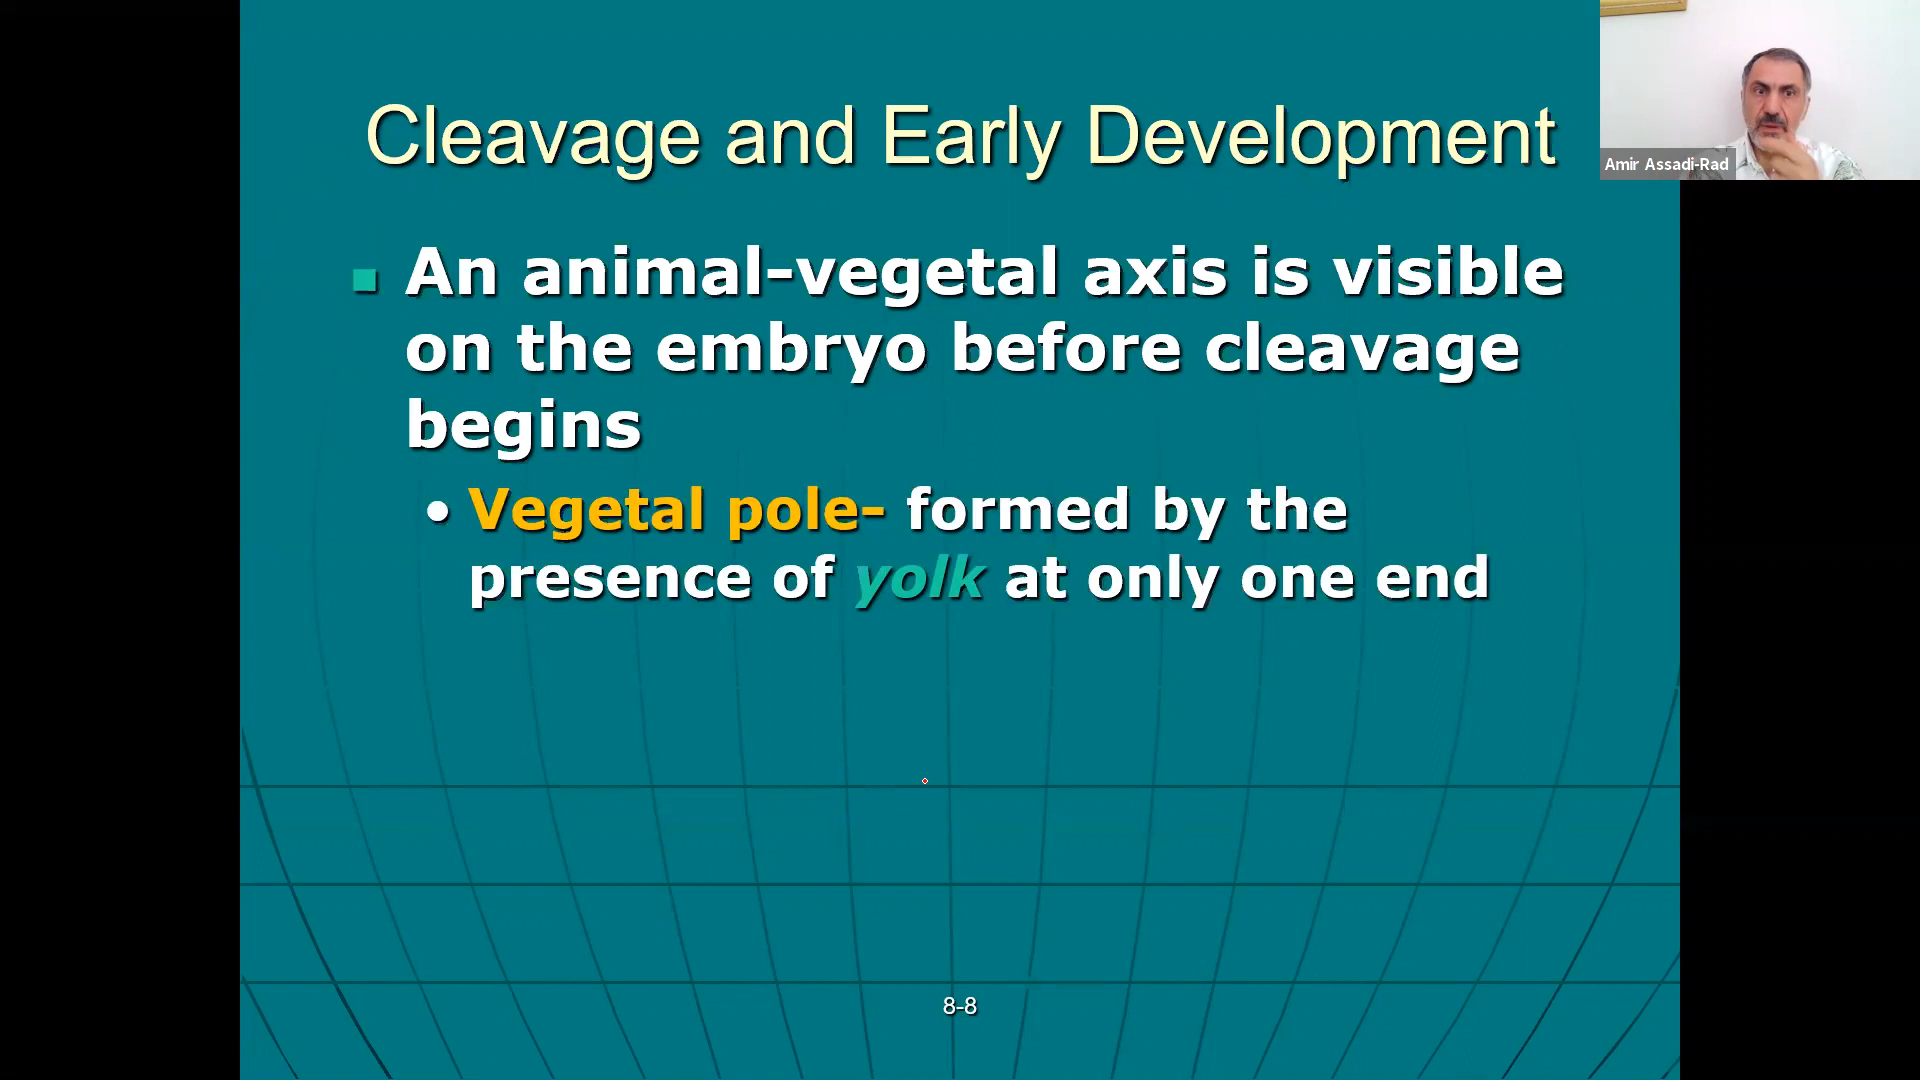 Cleavage and Early Development
An animal-vegetal axis is visible
on the embryo before cleavage
begins
Vegetal pole- formed by the
presence of yolk at only one end
8-8
Amir Assadi-Rad